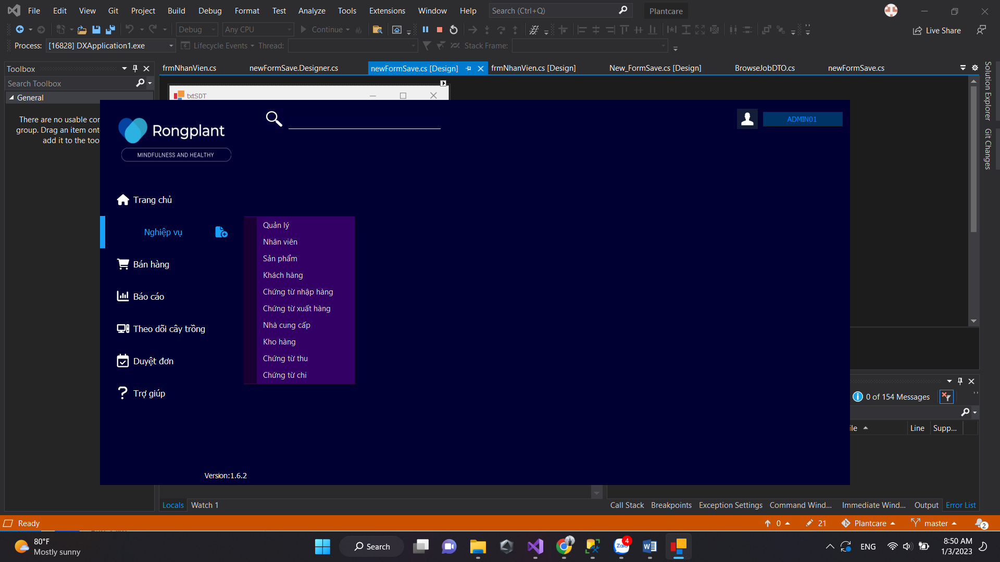 File Edit View Git Project Build Debug Format Test Analyze Tools Extensions Window Help Search (Ctrl+Q) Plantcare
Debug Any CPU Continue Live Share
Process: [16828] DXApplication1.exe Lifecycle Events Thread: Stack Frame:
Toolbox
frmNhanVien.cs newFormSave.Designer.cs newFormSave.cs [Design] frmNhanVien.cs [Design] New_FormSave.cs [Design] BrowseJobDTO.cs newFormSave.cs
Search Toolbox
General
There are no usable con
group. Drag an item onto
add it to the too
txtSDT
Solution Explorer
Git Changes
Rongplant
MINDFULNESS AND HEALTHY
ADMIN01
Trang chủ
Nghiệp vụ
Bán hàng
Báo cáo
Theo dõi cây trồng
Duyệt đơn
Trợ giúp
Quản lý
Nhân viên
Sản phẩm
Khách hàng
Chứng từ nhập hàng
Chứng từ xuất hàng
Nhà cung cấp
Kho hàng
Chứng từ thu
Chứng từ chi
Version:1.6.2
0 of 154 Messages
ile Line Supp...
Locals Watch 1
Call Stack Breakpoints Exception Settings Command Wind... Immediate Wind... Output Error List
Ready
0 21 Plantcare master 2
80°F
Mostly sunny
Search
Zalo 4
ENG
8:50 AM
1/3/2023